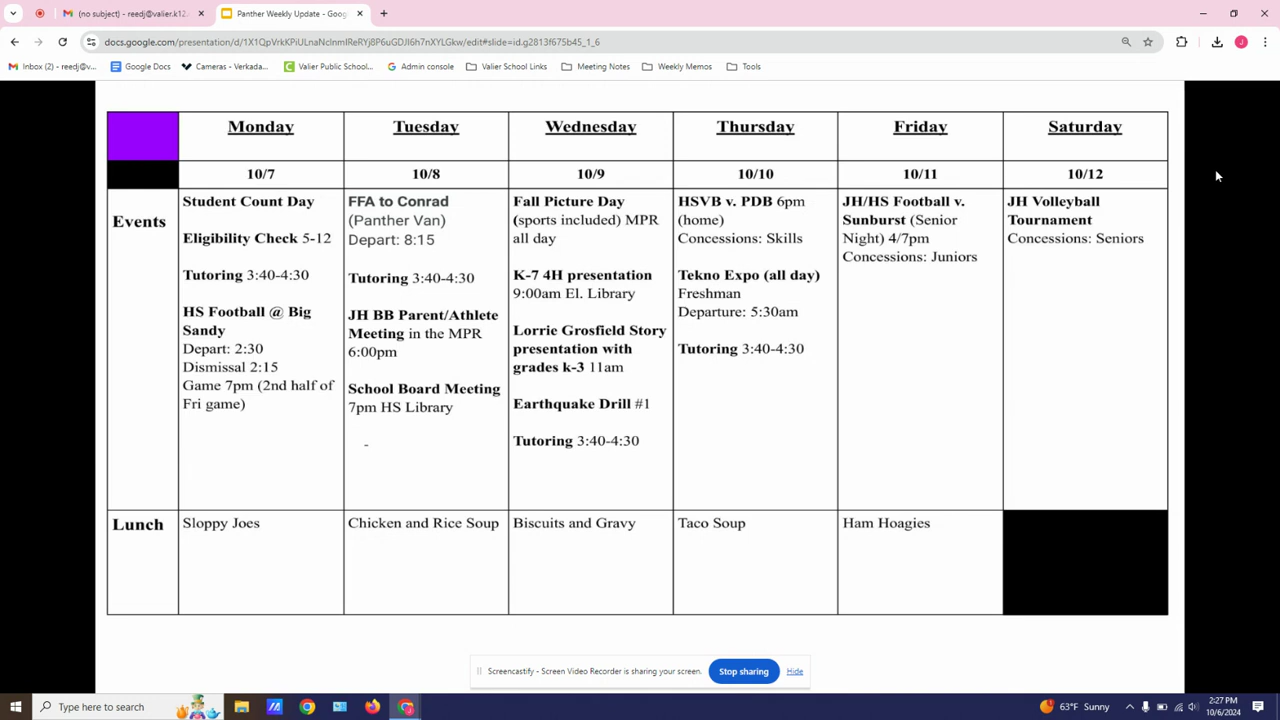 (no subject) - reedj@valier.k12.
Panther Weekly Update - Goog
docs.google.com/presentation/d/1X1QpVrkKPiULnaNclnmIReRYj8P6uGDJI6h7nXYLGkw/edit#slide=id.g2813f675b45_1_6
Inbox () - reedj@v...
Google Docs
Cameras - Verkada...
Valier Public School...
Admin console
Valier School Links
Meeting Notes
Weekly Memos
Tools
Monday
Tuesday
Wednesday
Thursday
Friday
Saturday
10/7
10/8
10/9
10/10
10/11
10/12
Events
Student Count Day
Eligibility Check 5-12
Tutoring 3:40-4:30
HS Football @ Big
Sandy
Depart: 2:30
Dismissal 2:15
Game 7pm (2nd half of
Fri game)
FFA to Conrad
(Panther Van)
Depart: 8:15
Tutoring 3:40-4:30
JH BB Parent/Athlete
Meeting in the MPR
6:00pm
School Board Meeting
7pm HS Library
-
Fall Picture Day
(sports included) MPR
all day
K-7 4H presentation
9:00am El. Library
Lorrie Grosfield Story
presentation with
grades k-3 11am
Earthquake Drill #1
Tutoring 3:40-4:30
HSVB v. PDB 6pm
(home)
Concessions: Skills
Tekno Expo (all day)
Freshman
Departure: 5:30am
Tutoring 3:40-4:30
JH/HS Football v.
Sunburst (Senior
Night) 4/7pm
Concessions: Juniors
JH Volleyball
Tournament
Concessions: Seniors
Lunch
Sloppy Joes
Chicken and Rice Soup
Biscuits and Gravy
Taco Soup
Ham Hoagies
Screencastify - Screen Video Recorder is sharing your screen.
Stop sharing
Hide
Type here to search
63°F Sunny
2:27 PM
10/6/2024